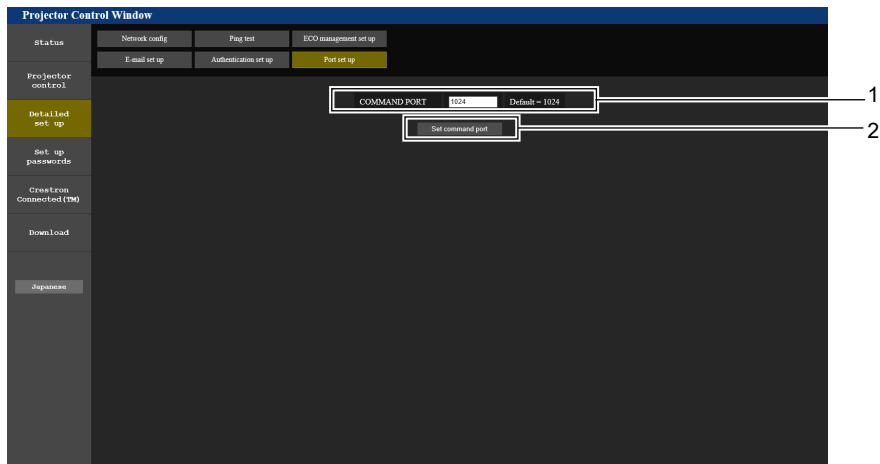 Projector Control Window
Status
Network config
Ping test
ECO management set up
E-mail set up
Authentication set up
Port set up
Projector
control
Detailed
set up
Set up
passwords
Crestron
Connected(TM)
Download
Japanese
COMMAND PORT 1024 Default = 1024
1
Set command port
2